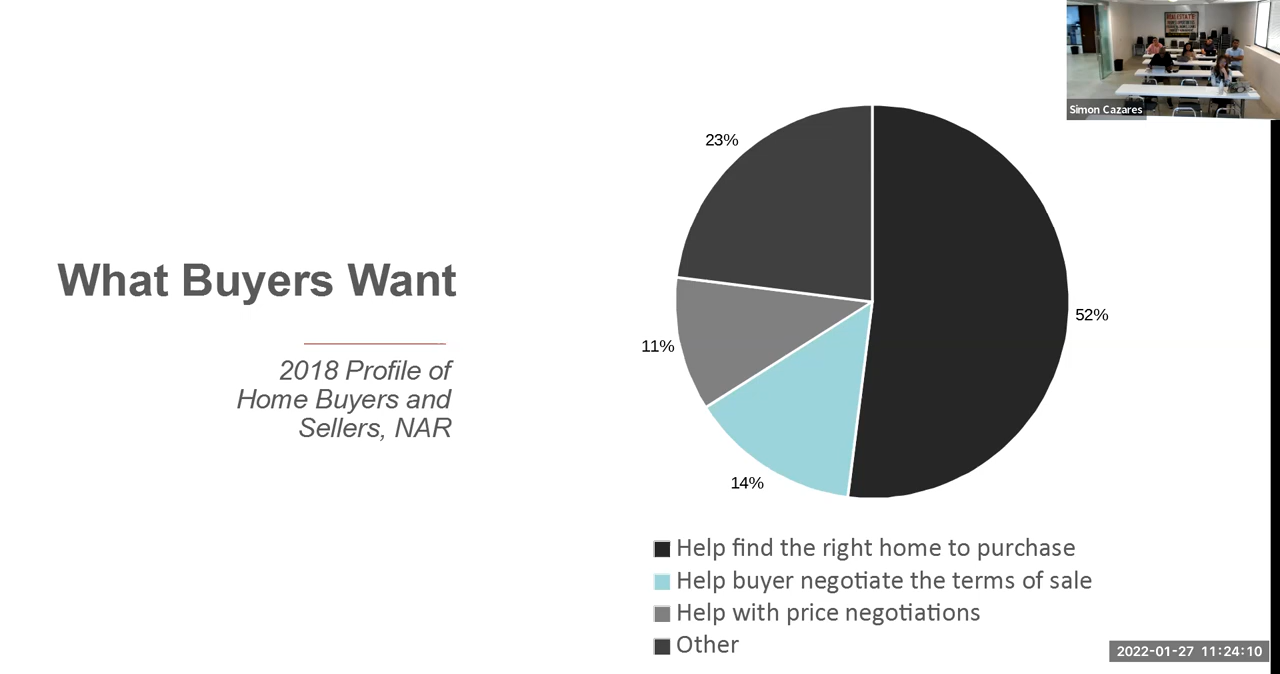 What Buyers Want
2018 Profile of
Home Buyers and
Sellers, NAR
23%
52%
11%
14%
Help find the right home to purchase
Help buyer negotiate the terms of sale
Help with price negotiations
Other
Simon Cazares
REAL ESTATE
2022-01-27 11:24:10